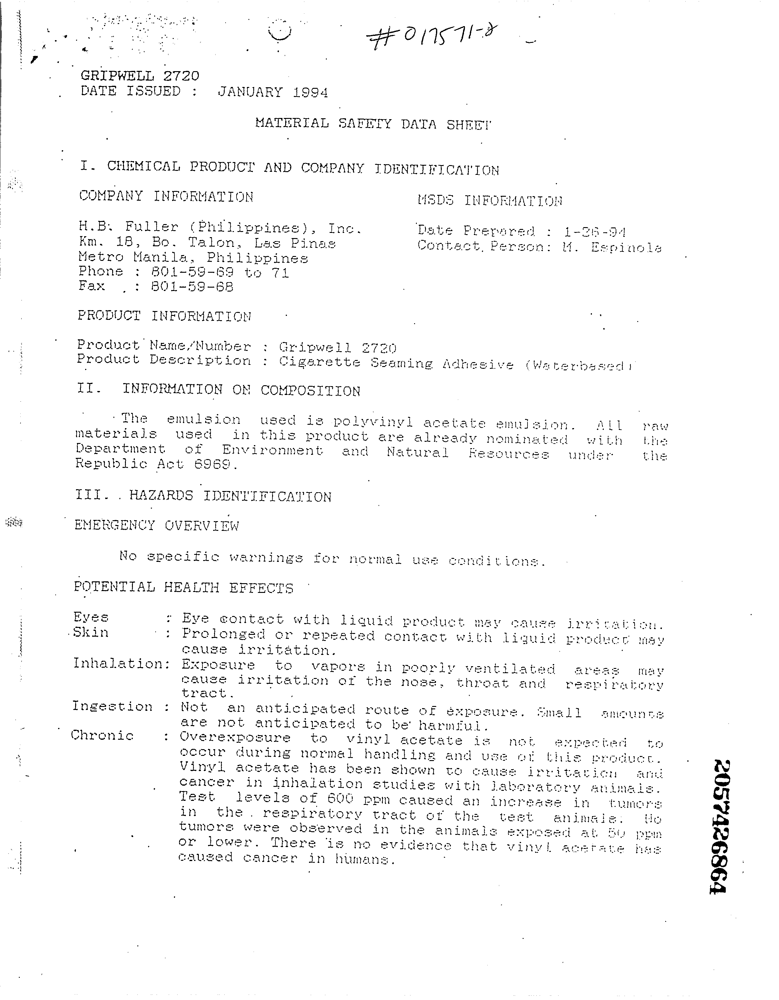 #017571-2
GRIPWELL 2720
DATE ISSUED : JANUARY 1994
MATERIAL SAFETY DATA SHEET
I. CHEMICAL PRODUCT AND COMPANY IDENTIFICATION
COMPANY INFORMATION MSDS INFORMATION
H.B. Fuller (Philippines), Inc. Date Prepared : 1-26-94
Km. 18, Bo. Talon, Las Pinas Contact Person: M. Espinola
Metro Manila, Philippines
Phone : 801-59-69 to 71
Fax : 801-59-68
PRODUCT INFORMATION
Product Name/Number : Gripwell 2720
Product Description : Cigarette Seaming Adhesive (Waterbased)
II. INFORMATION ON COMPOSITION
The emulsion used is polyvinyl acetate emulsion. All raw
materials used in this product are already nominated with the
Department of Environment and Natural Resources under the
Republic Act 6969.
III. HAZARDS IDENTIFICATION
EMERGENCY OVERVIEW
No specific warnings for normal use conditions.
POTENTIAL HEALTH EFFECTS
Eyes : Eye contact with liquid product may cause irritation.
Skin : Prolonged or repeated contact with liquid product may
cause irritation.
Inhalation: Exposure to vapors in poorly ventilated areas may
cause irritation of the nose, throat and respiratory
tract.
Ingestion : Not an anticipated route of exposure. Small amounts
are not anticipated to be harmful.
Chronic : Overexposure to vinyl acetate is not expected to
occur during normal handling and use of this product.
Vinyl acetate has been shown to cause irritation and
cancer in inhalation studies with laboratory animals.
Test levels of 600 ppm caused an increase in tumors
in the respiratory tract of the test animals. No
tumors were observed in the animals exposed at 50 ppm
or lower. There is no evidence that vinyl acetate has
caused cancer in humans.
2057426864